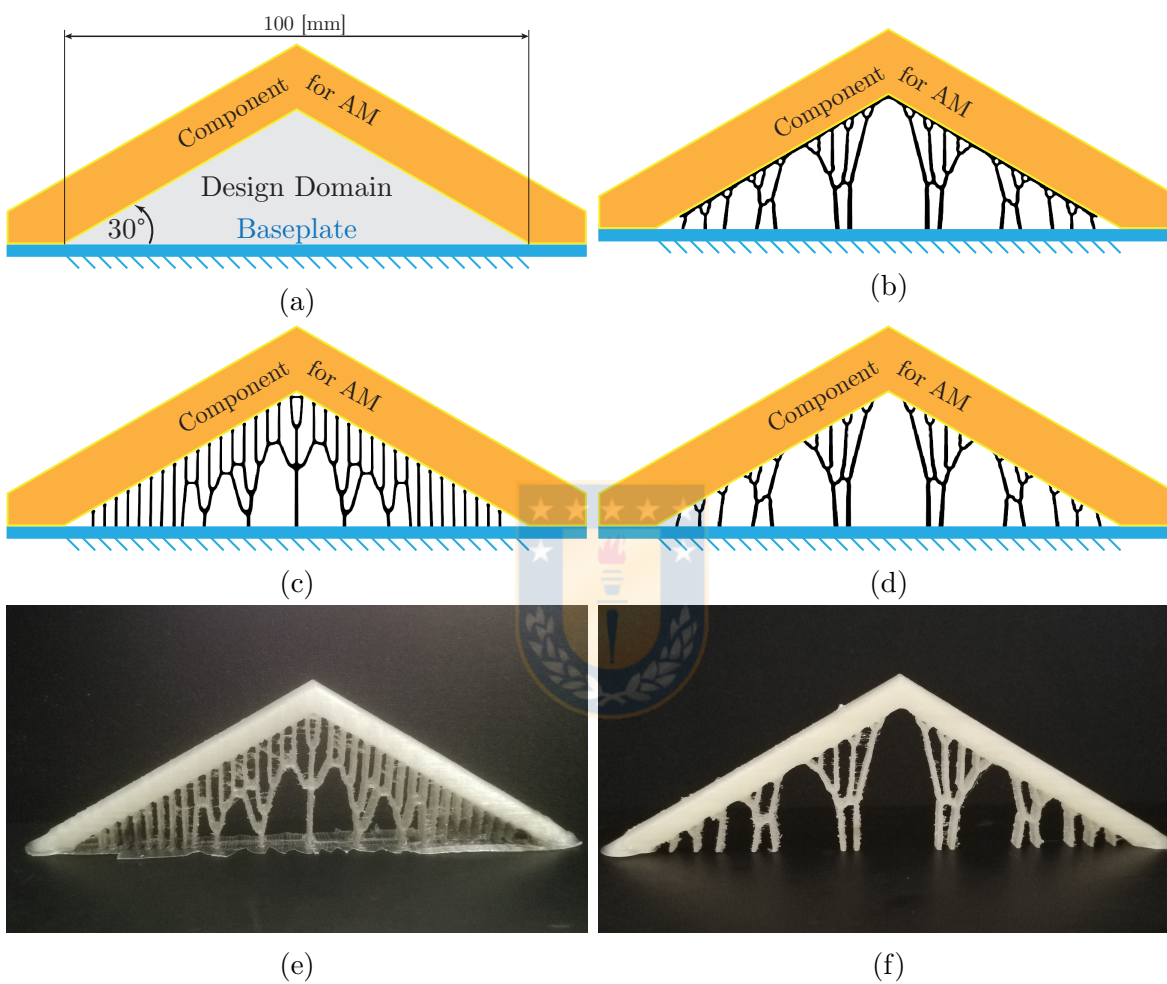 100 [mm]
Component for AM
Design Domain
30°
Baseplate
(a)
Component for AM
(b)
Component for AM
(c)
Component for AM
(d)
(e)
(f)